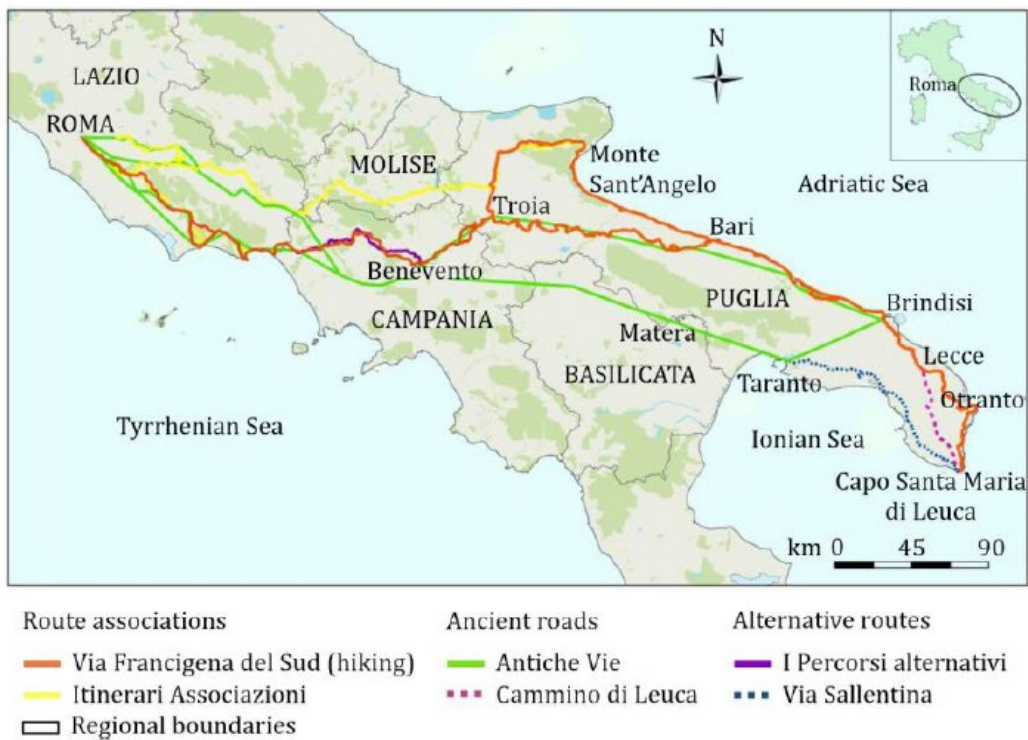 LAZIO
ROMA
MOLISE
Monte
Sant'Angelo
Troia
Adriatic Sea
Bari
Benevento
PUGLIA
Brindisi
CAMPANIA
Matera
Lecce
BASILICATA
Taranto
Otranto
Tyrrhenian Sea
Ionian Sea
Capo Santa Maria
di Leuca
N
Roma
km 0 45 90
Route associations
Via Francigena del Sud (hiking)
Itinerari Associazioni
Regional boundaries
Ancient roads
Antiche Vie
Cammino di Leuca
Alternative routes
I Percorsi alternativi
Via Sallentina